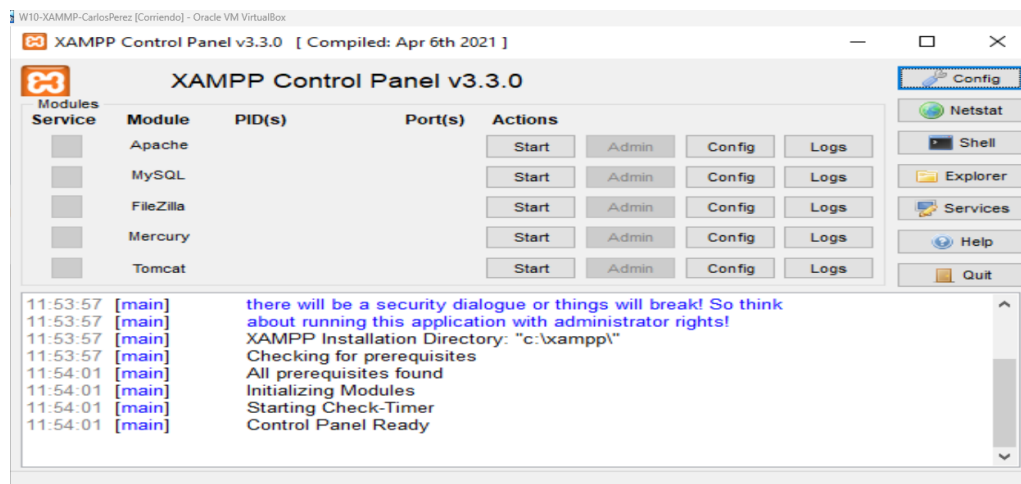 W10-XAMMP-CarlosPerez [Corriendo] - Oracle VM VirtualBox
XAMPP Control Panel v3.3.0 [ Compiled: Apr 6th 2021 ]
XAMPP Control Panel v3.3.0
Config
Modules
Netstat
Service Module PID(s) Port(s) Actions
Apache Start Admin Config Logs
Shell
MySQL Start Admin Config Logs
Explorer
FileZilla Start Admin Config Logs
Services
Mercury Start Admin Config Logs
Help
Tomcat Start Admin Config Logs
Quit
11:53:57 [main] there will be a security dialogue or things will break! So think
11:53:57 [main] about running this application with administrator rights!
11:53:57 [main] XAMPP Installation Directory: "c:\xampp\"
11:53:57 [main] Checking for prerequisites
11:54:01 [main] All prerequisites found
11:54:01 [main] Initializing Modules
11:54:01 [main] Starting Check-Timer
11:54:01 [main] Control Panel Ready